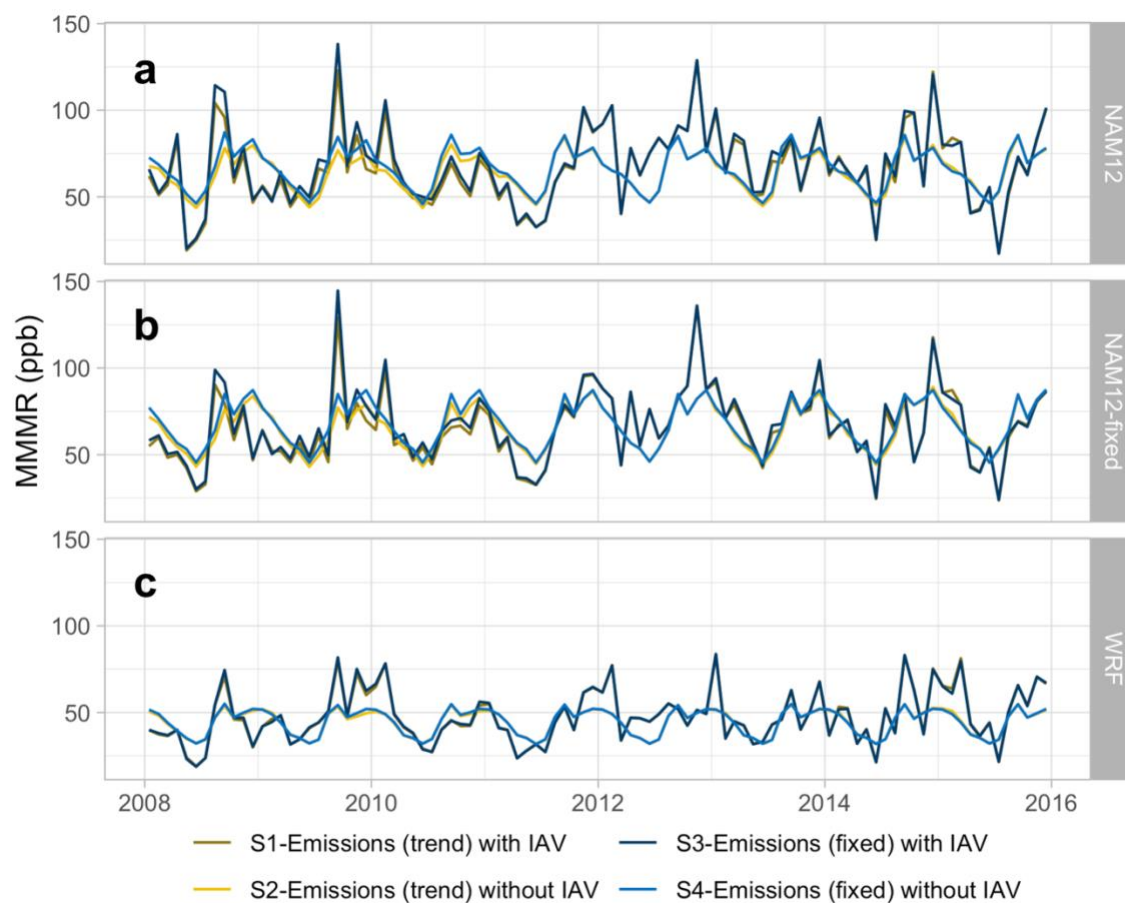 150
a
100
50
NAM12
150
b
100
50
NAM12-fixed
MMMR (ppb)
150
c
100
50
WRF
2008 2010 2012 2014 2016
S1-Emissions (trend) with IAV S3-Emissions (fixed) with IAV
S2-Emissions (trend) without IAV S4-Emissions (fixed) without IAV